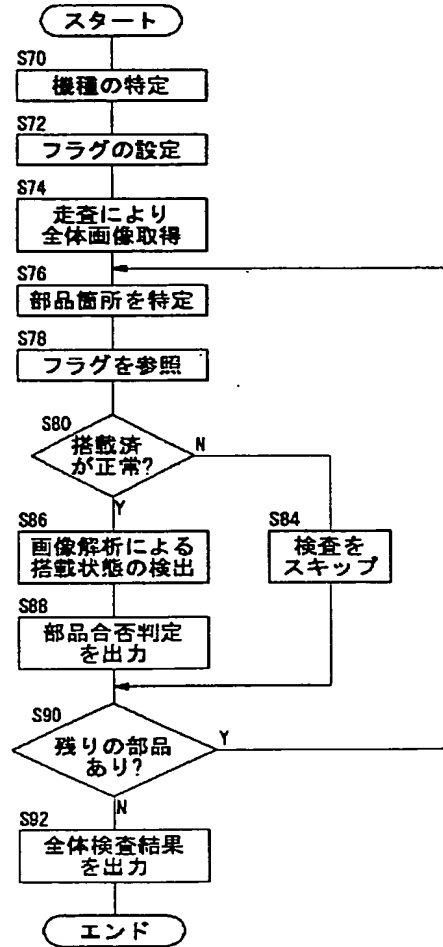 スタート
S70
機種の特定
S72
フラグの設定
S74
走査により
全体画像取得
S76
部品箇所を特定
S78
フラグを参照
S80
搭載済
が正常?
N
Y
S86
画像解析による
搭載状態の検出
S84
検査を
スキップ
S88
部品合否判定
を出力
S90
残りの部品
あり?
Y
N
S92
全体検査結果
を出力
エンド